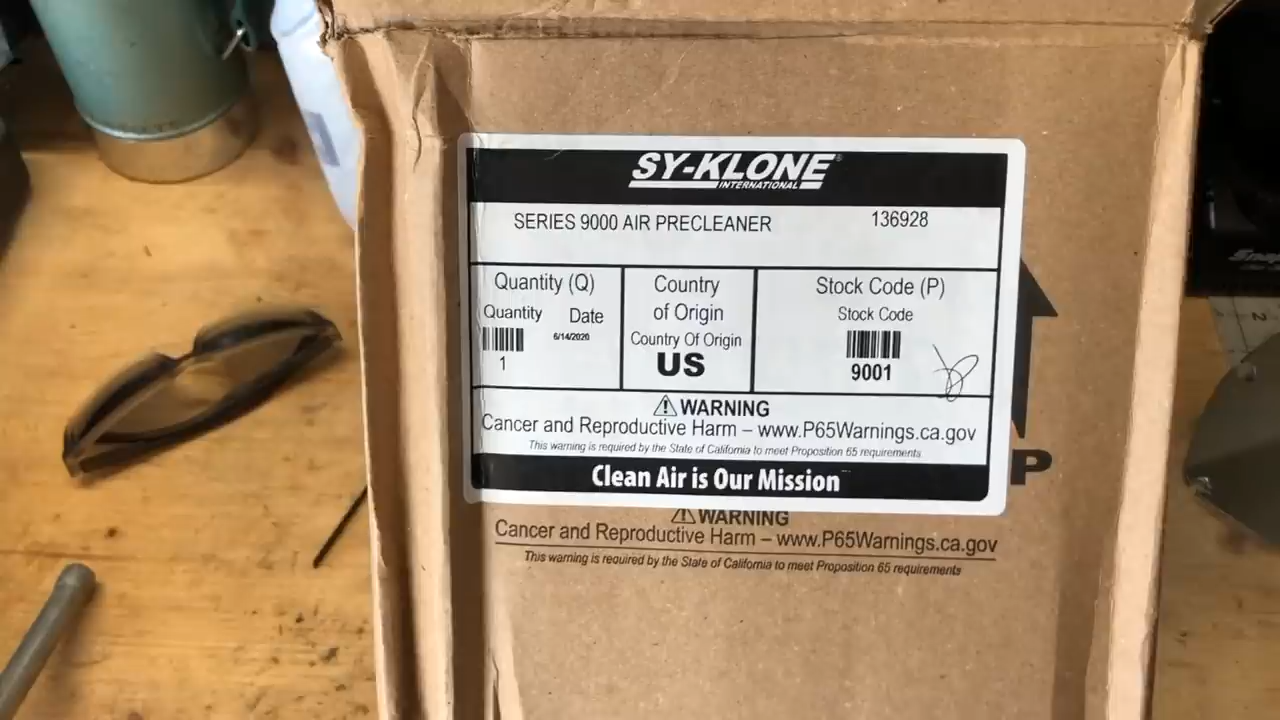 SY-KLONE®
INTERNATIONAL
SERIES 9000 AIR PRECLEANER 136928
Quantity (Q)
Quantity Date
6/14/2020
1
Country
of Origin
Country Of Origin
US
Stock Code (P)
Stock Code
9001
⚠ WARNING
Cancer and Reproductive Harm – www.P65Warnings.ca.gov
This warning is required by the State of California to meet Proposition 65 requirements
Clean Air is Our Mission
P
⚠ WARNING
Cancer and Reproductive Harm – www.P65Warnings.ca.gov
This warning is required by the State of California to meet Proposition 65 requirements
2